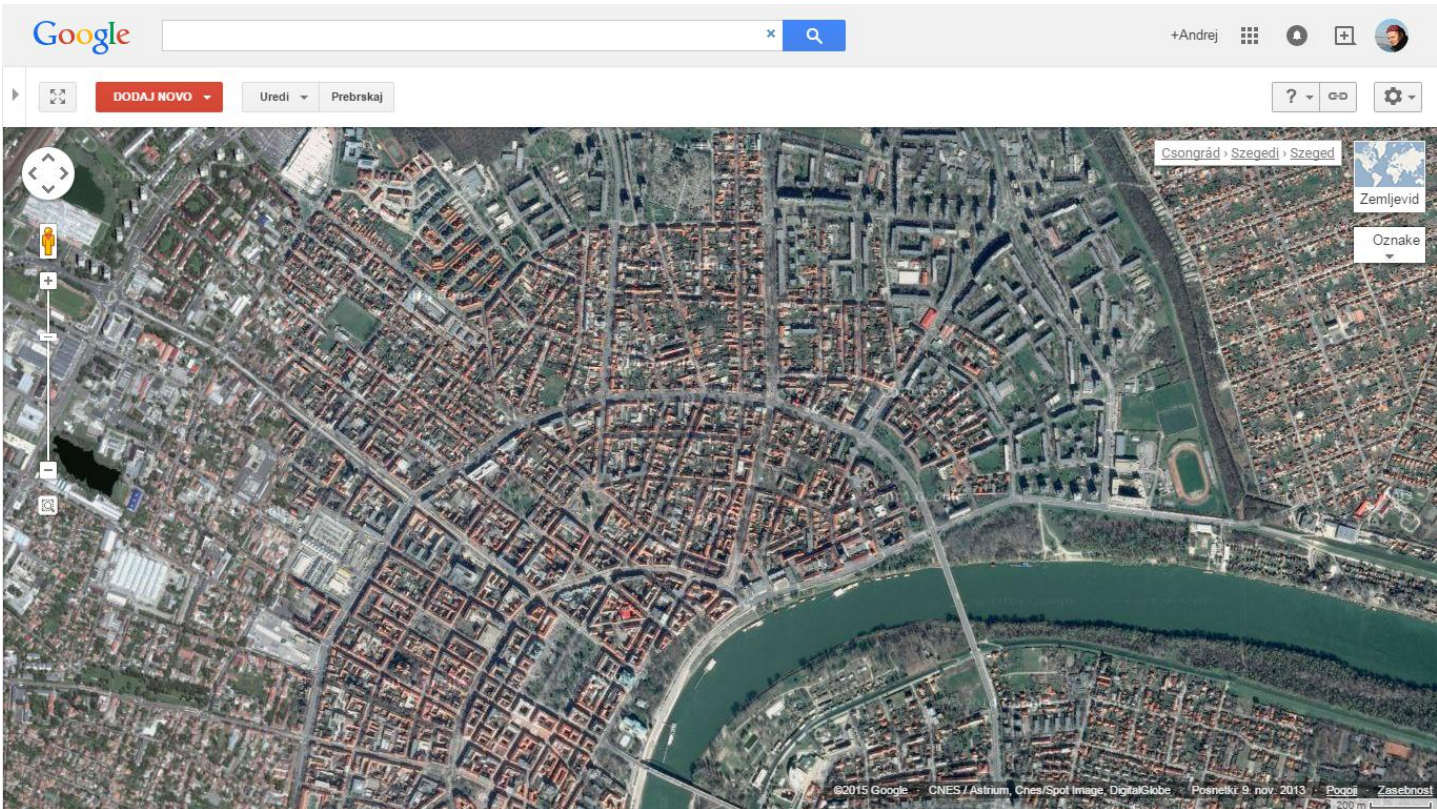 Google
×
+Andrej
DODAJ NOVO
Uredi
Prebrskaj
?
Csongrád › Szegedi › Szeged
Zemljevid
Oznake
©2015 Google - CNES / Astrium, Cnes/Spot Image, DigitalGlobe - Posnetki: 9. nov. 2013 - Pogoji - Zasebnost
200 m